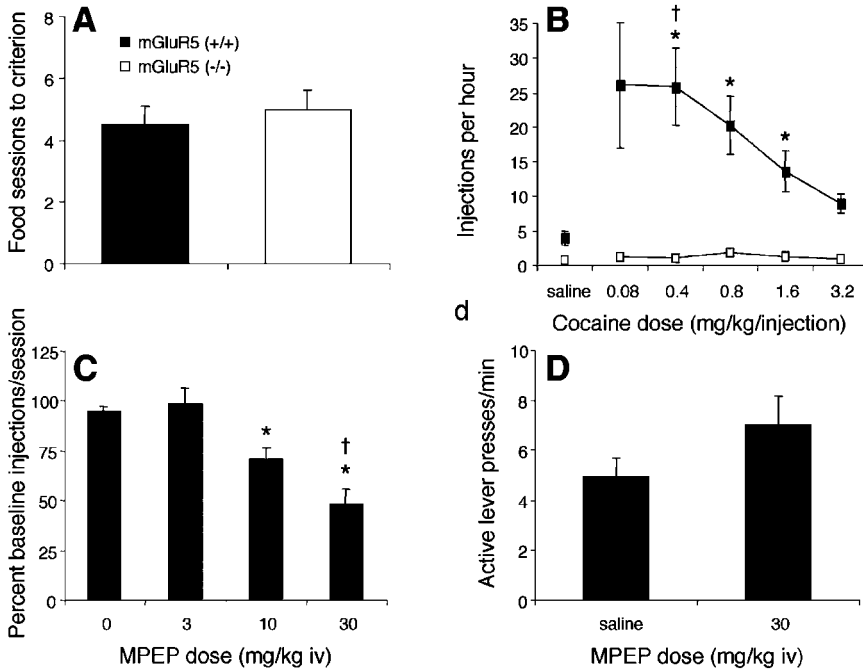 A
mGluR5 (+/+)
mGluR5 (-/-)
Food sessions to criterion
8
6
4
2
0
B
†
*
*
*
Injections per hour
40
35
30
25
20
15
10
5
0
saline 0.08 0.4 0.8 1.6 3.2
Cocaine dose (mg/kg/injection)
d
C
*
†
*
Percent baseline injections/session
125
100
75
50
25
0
0 3 10 30
MPEP dose (mg/kg iv)
D
Active lever presses/min
10
8
6
4
2
0
saline 30
MPEP dose (mg/kg iv)